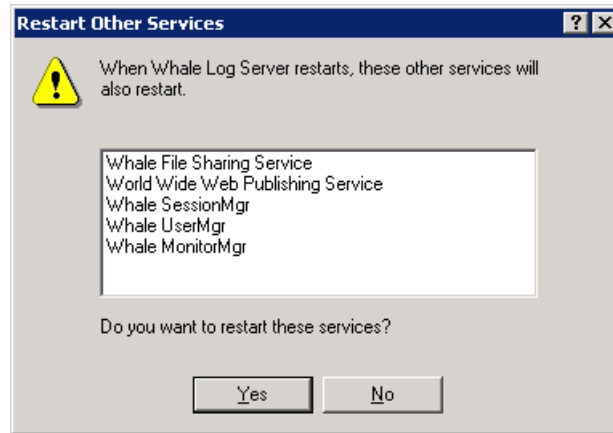 Restart Other Services
When Whale Log Server restarts, these other services will
also restart.
Whale File Sharing Service
World Wide Web Publishing Service
Whale SessionMgr
Whale UserMgr
Whale MonitorMgr
Do you want to restart these services?
Yes No